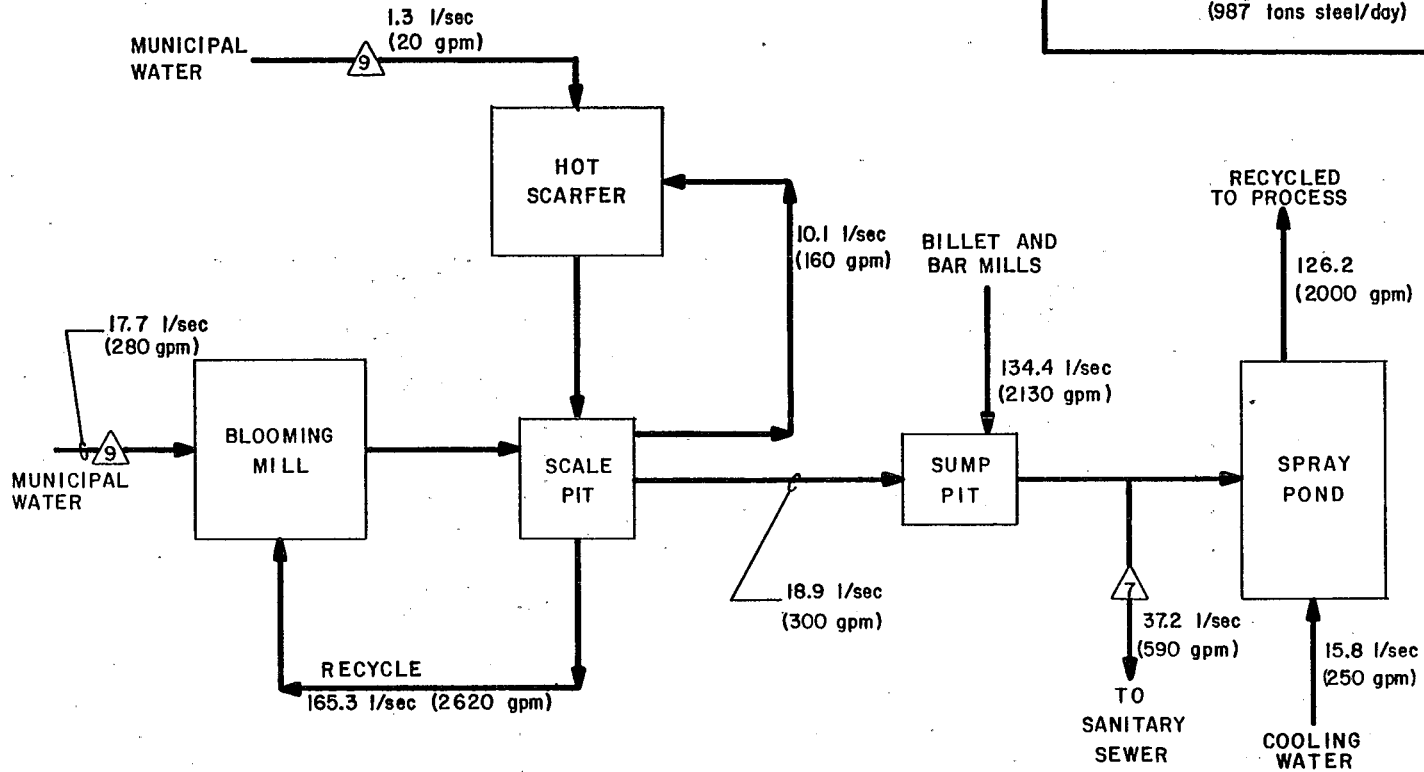 (987 tons steel/day)
1.3 l/sec
(20 gpm)
MUNICIPAL
WATER
9
HOT
SCARFER
10.1 l/sec
(160 gpm)
BILLET AND
BAR MILLS
RECYCLED
TO PROCESS
126.2
(2000 gpm)
17.7 l/sec
(280 gpm)
134.4 l/sec
(2130 gpm)
9
MUNICIPAL
WATER
BLOOMING
MILL
SCALE
PIT
SUMP
PIT
SPRAY
POND
18.9 l/sec
(300 gpm)
7
37.2 l/sec
(590 gpm)
15.8 l/sec
(250 gpm)
RECYCLE
165.3 l/sec (2620 gpm)
TO
SANITARY
SEWER
COOLING
WATER